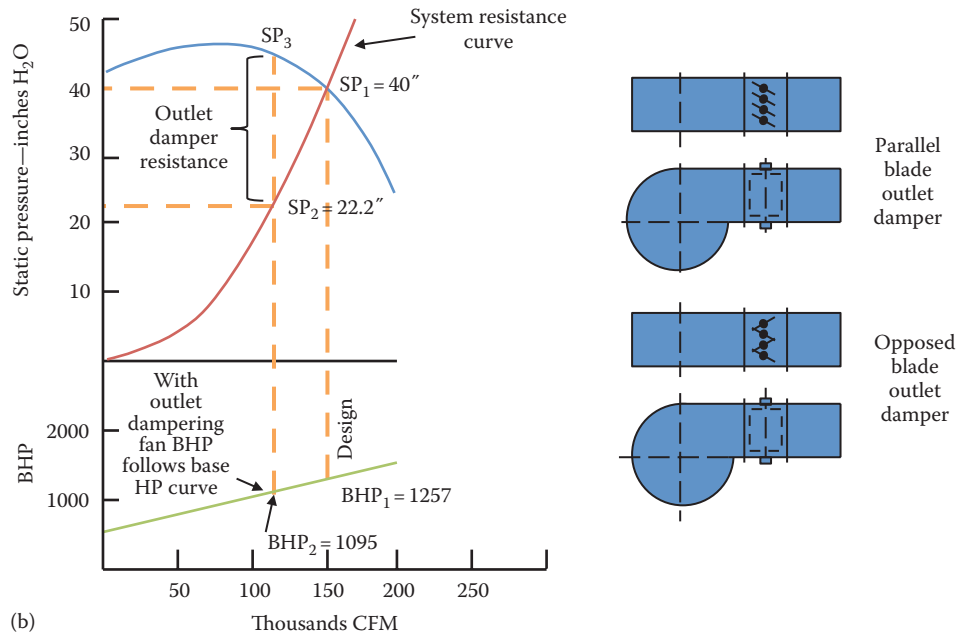 50
40
30
20
10
Static pressure—inches H₂O
SP₃
System resistance
curve
SP₁ = 40″
Outlet
damper
resistance
SP₂ = 22.2″
With
outlet
dampering
fan BHP
follows base
HP curve
Design
2000
1000
BHP
BHP₁ = 1257
BHP₂ = 1095
50
100
150
200
250
300
(b)
Thousands CFM
Parallel
blade
outlet
damper
Opposed
blade
outlet
damper